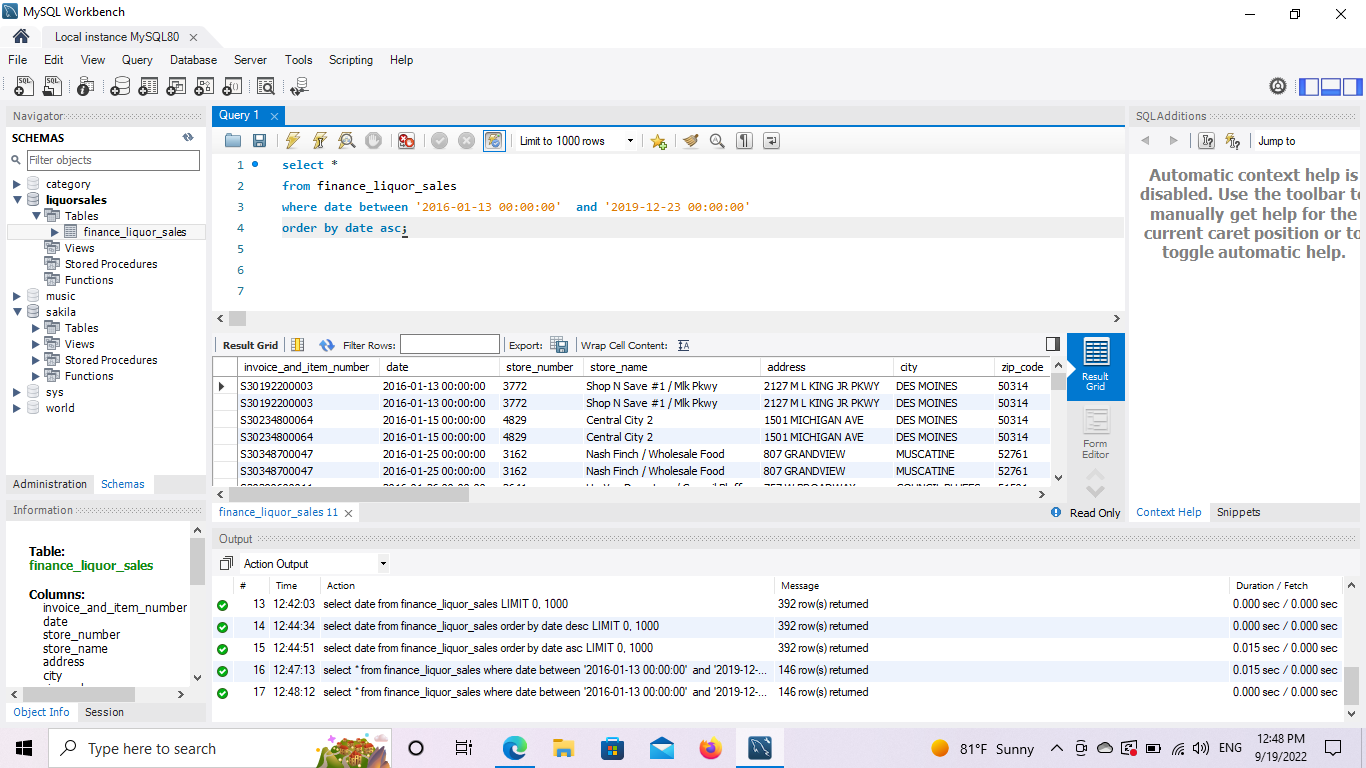 MySQL Workbench
Local instance MySQL80
File Edit View Query Database Server Tools Scripting Help
Navigator
SCHEMAS
Filter objects
category
liquorsales
Tables
finance_liquor_sales
Views
Stored Procedures
Functions
music
sakila
Tables
Views
Stored Procedures
Functions
sys
world
Administration Schemas
Information
Table:
finance_liquor_sales
Columns:
invoice_and_item_number
date
store_number
store_name
address
city
Object Info Session
Query 1
Limit to 1000 rows
1 select *
2 from finance_liquor_sales
3 where date between '2016-01-13 00:00:00' and '2019-12-23 00:00:00'
4 order by date asc;
5
6
7
Result Grid Filter Rows: Export: Wrap Cell Content:
invoice_and_item_number date store_number store_name address city zip_code
S30192200003 2016-01-13 00:00:00 3772 Shop N Save #1 / Mlk Pkwy 2127 M L KING JR PKWY DES MOINES 50314
S30192200003 2016-01-13 00:00:00 3772 Shop N Save #1 / Mlk Pkwy 2127 M L KING JR PKWY DES MOINES 50314
S30234800064 2016-01-15 00:00:00 4829 Central City 2 1501 MICHIGAN AVE DES MOINES 50314
S30234800064 2016-01-15 00:00:00 4829 Central City 2 1501 MICHIGAN AVE DES MOINES 50314
S30348700047 2016-01-25 00:00:00 3162 Nash Finch / Wholesale Food 807 GRANDVIEW MUSCATINE 52761
S30348700047 2016-01-25 00:00:00 3162 Nash Finch / Wholesale Food 807 GRANDVIEW MUSCATINE 52761
Result
Grid
Form
Editor
finance_liquor_sales 11
Read Only
SQLAdditions
Jump to
Automatic context help is
disabled. Use the toolbar to
manually get help for the
current caret position or to
toggle automatic help.
Context Help Snippets
Output
Action Output
# Time Action Message Duration / Fetch
13 12:42:03 select date from finance_liquor_sales LIMIT 0, 1000 392 row(s) returned 0.000 sec / 0.000 sec
14 12:44:34 select date from finance_liquor_sales order by date desc LIMIT 0, 1000 392 row(s) returned 0.000 sec / 0.000 sec
15 12:44:51 select date from finance_liquor_sales order by date asc LIMIT 0, 1000 392 row(s) returned 0.015 sec / 0.000 sec
16 12:47:13 select * from finance_liquor_sales where date between '2016-01-13 00:00:00' and '2019-12-... 146 row(s) returned 0.015 sec / 0.000 sec
17 12:48:12 select * from finance_liquor_sales where date between '2016-01-13 00:00:00' and '2019-12-... 146 row(s) returned 0.000 sec / 0.000 sec
Type here to search
81°F Sunny
ENG
12:48 PM
9/19/2022